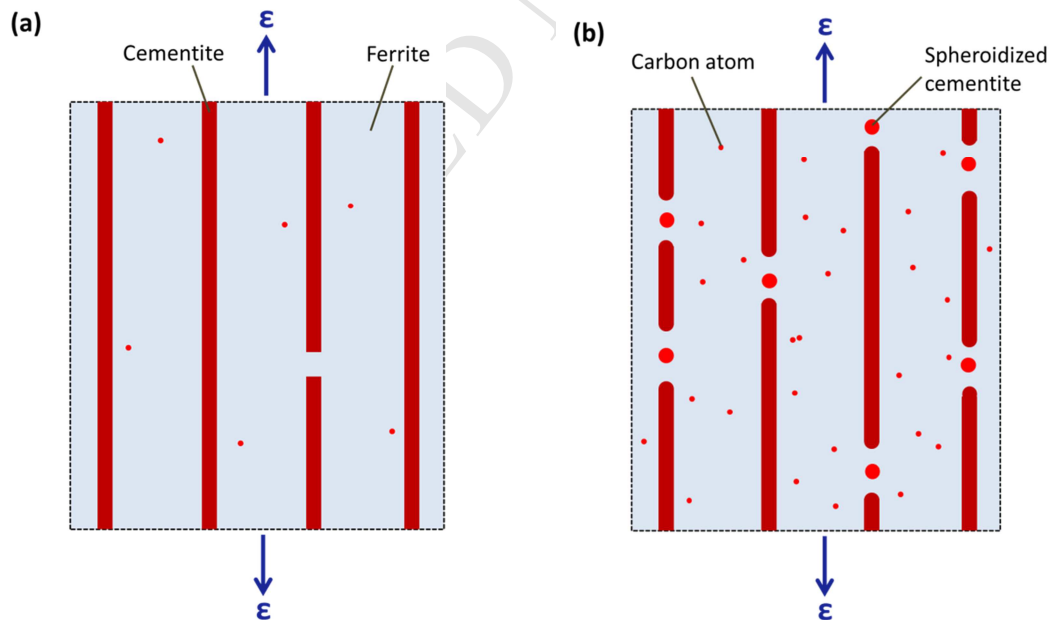 (a)
ε
Cementite
Ferrite
ε
(b)
ε
Carbon atom
Spheroidized
cementite
ε